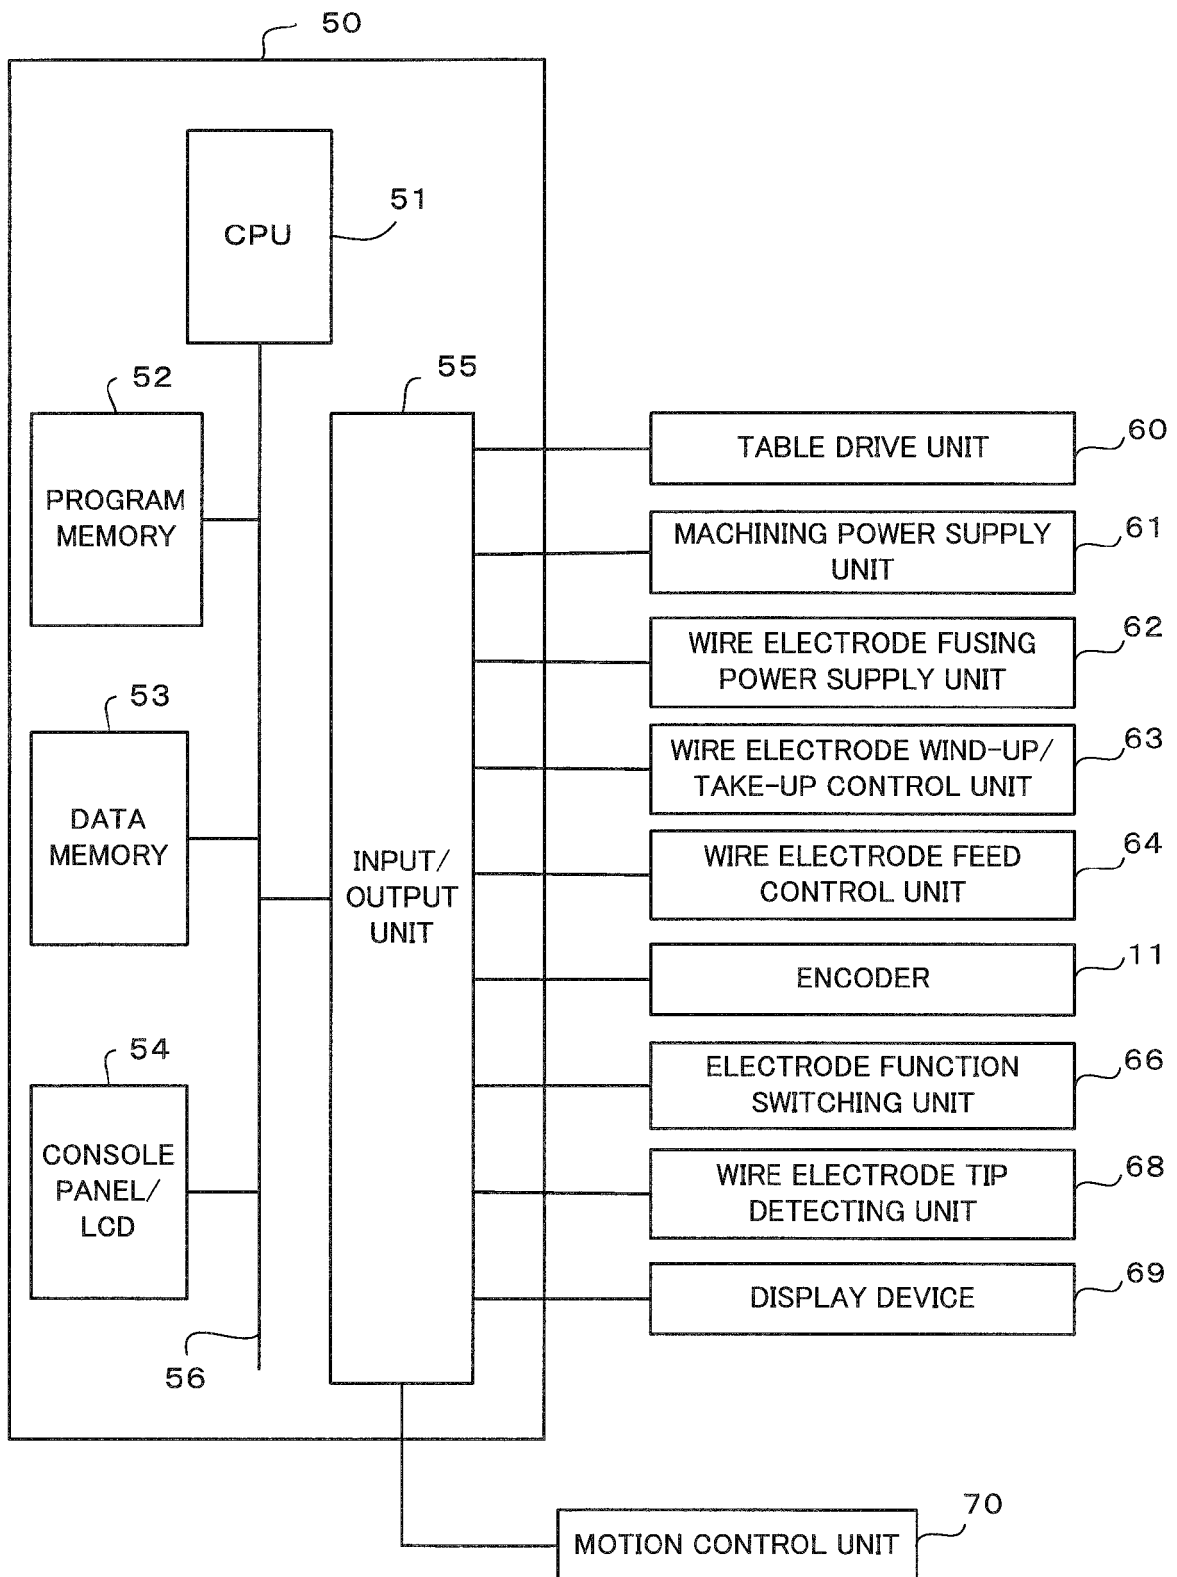 50
CPU
51
52
PROGRAM
MEMORY
53
DATA
MEMORY
54
CONSOLE
PANEL/
LCD
56
55
INPUT/
OUTPUT
UNIT
TABLE DRIVE UNIT
60
MACHINING POWER SUPPLY
UNIT
61
WIRE ELECTRODE FUSING
POWER SUPPLY UNIT
62
WIRE ELECTRODE WIND-UP/
TAKE-UP CONTROL UNIT
63
WIRE ELECTRODE FEED
CONTROL UNIT
64
ENCODER
11
ELECTRODE FUNCTION
SWITCHING UNIT
66
WIRE ELECTRODE TIP
DETECTING UNIT
68
DISPLAY DEVICE
69
MOTION CONTROL UNIT
70